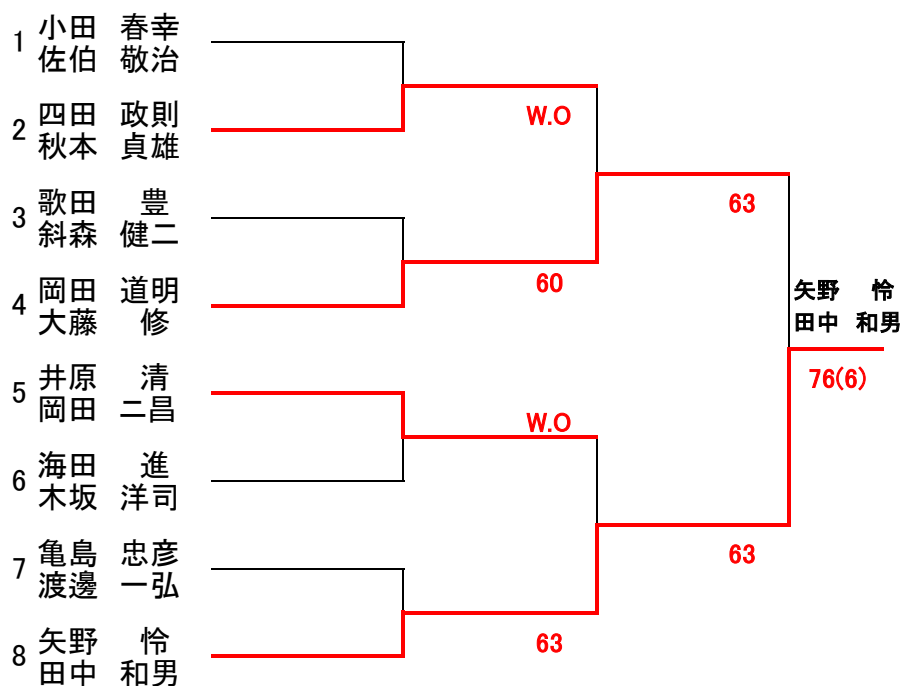 1 小田 春幸
佐伯 敬治
2 四田 政則
秋本 貞雄
3 歌田 豊
斜森 健二
4 岡田 道明
大藤 修
5 井原 清
岡田 二昌
6 海田 進
木坂 洋司
7 亀島 忠彦
渡邊 一弘
8 矢野 怜
田中 和男
W.O
60
W.O
63
63
63
矢野 怜
田中 和男
76(6)